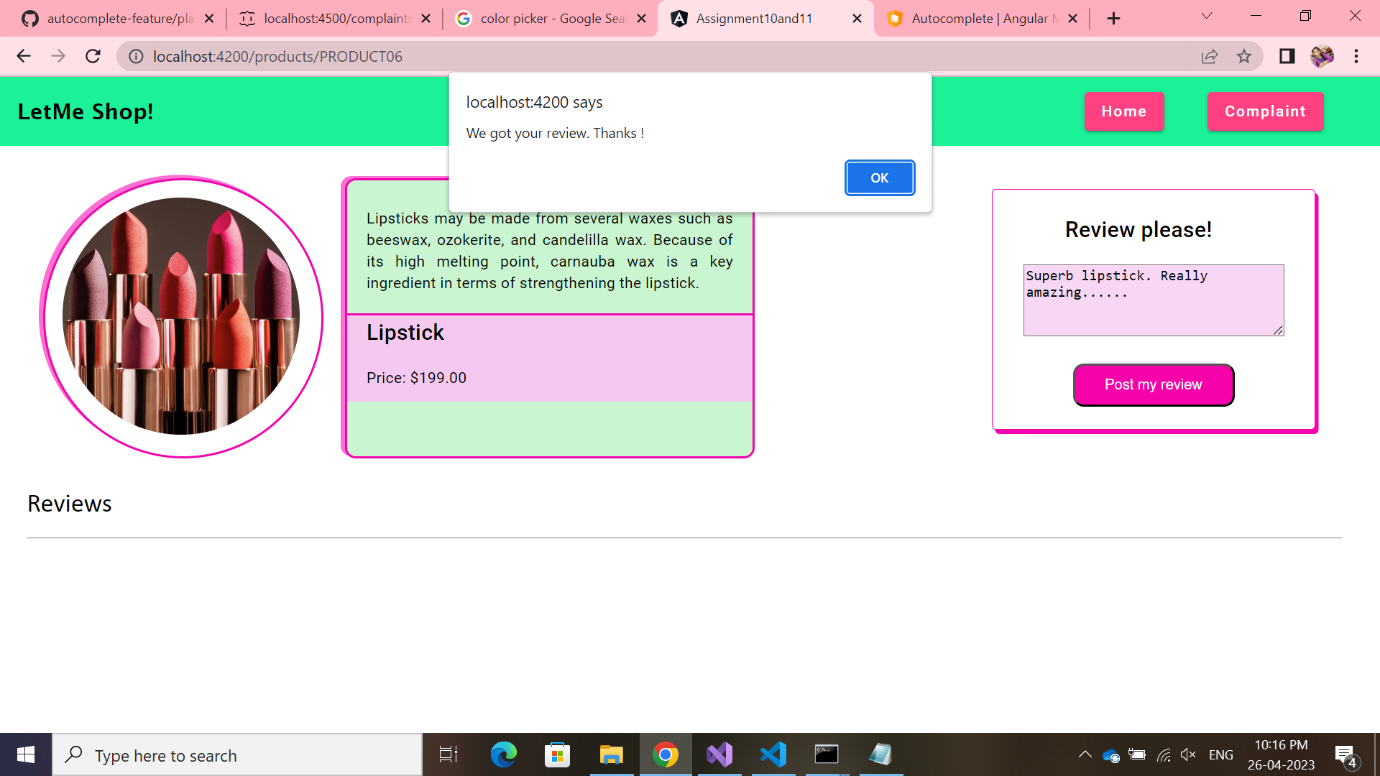 autocomplete-feature/pla
localhost:4500/complaints
color picker - Google Sea
Assignment10and11
Autocomplete | Angular M
localhost:4200/products/PRODUCT06
localhost:4200 says
We got your review. Thanks !
OK
LetMe Shop!
Home
Complaint
Lipsticks may be made from several waxes such as
beeswax, ozokerite, and candelilla wax. Because of
its high melting point, carnauba wax is a key
ingredient in terms of strengthening the lipstick.
Lipstick
Price: $199.00
Review please!
Superb lipstick. Really
amazing......
Post my review
Reviews
Type here to search
ENG
10:16 PM
26-04-2023
4